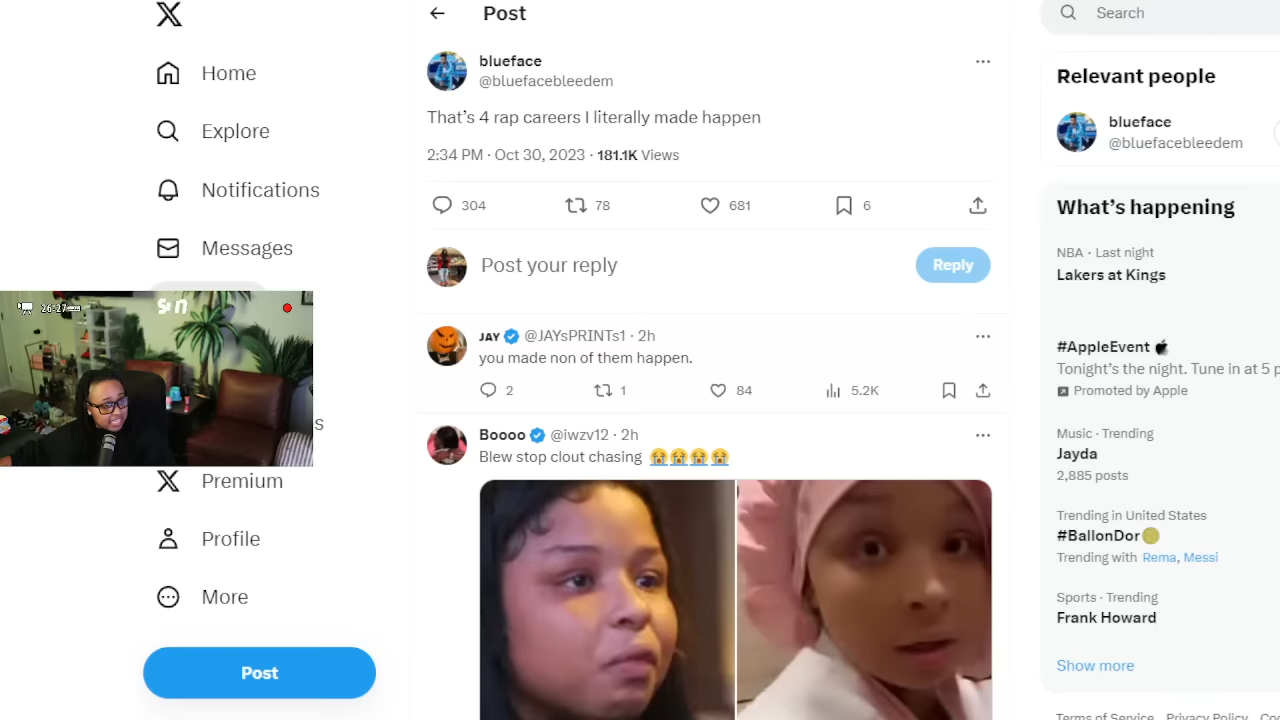 Post
Search
Home
Explore
Notifications
Messages
Premium
Profile
More
Post
blueface
@bluefacebleedem
That's 4 rap careers I literally made happen
2:34 PM · Oct 30, 2023 · 181.1K Views
304
78
681
6
Post your reply
Reply
JAY @JAYsPRINTs1 · 2h
you made non of them happen.
2
1
84
5.2K
Boooo @iwzv12 · 2h
Blew stop clout chasing 😭😭😭😭
Relevant people
blueface
@bluefacebleedem
What's happening
NBA · Last night
Lakers at Kings
#AppleEvent
Tonight's the night. Tune in at 5 p
Promoted by Apple
Music · Trending
Jayda
2,885 posts
Trending in United States
#BallonDor
Trending with Rema, Messi
Sports · Trending
Frank Howard
Show more
Terms of Service Privacy Policy Co